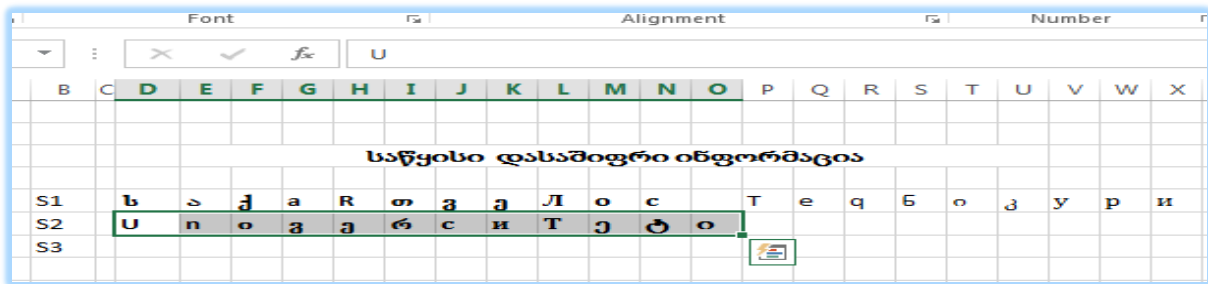 Font Alignment Number
fx U
B C D E F G H I J K L M N O P Q R S T U V W X
საწყისი დასაშიფრი ინფორმაცია
S1 ს ა ქ a R თ ვ ე Л о с T e q ნ ი კ у р и
S2 U n ი ვ ე რ с и Т ე ტ ი
S3